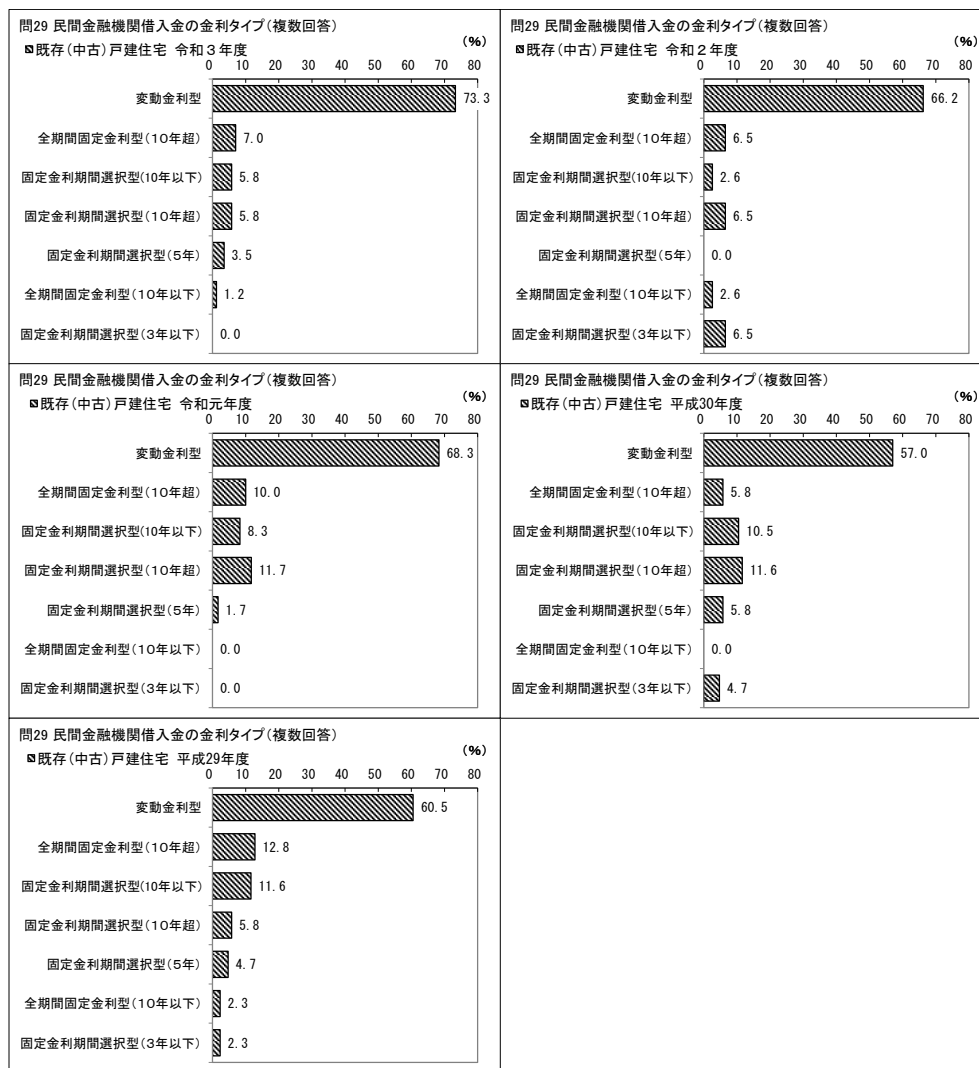 問29 民間金融機関借入金の金利タイプ(複数回答)
既存(中古)戸建住宅 令和3年度
(%)
0 10 20 30 40 50 60 70 80
変動金利型 73.3
全期間固定金利型(10年超) 7.0
固定金利期間選択型(10年以下) 5.8
固定金利期間選択型(10年超) 5.8
固定金利期間選択型(5年) 3.5
全期間固定金利型(10年以下) 1.2
固定金利期間選択型(3年以下) 0.0
問29 民間金融機関借入金の金利タイプ(複数回答)
既存(中古)戸建住宅 令和2年度
(%)
0 10 20 30 40 50 60 70 80
変動金利型 66.2
全期間固定金利型(10年超) 6.5
固定金利期間選択型(10年以下) 2.6
固定金利期間選択型(10年超) 6.5
固定金利期間選択型(5年) 0.0
全期間固定金利型(10年以下) 2.6
固定金利期間選択型(3年以下) 6.5
問29 民間金融機関借入金の金利タイプ(複数回答)
既存(中古)戸建住宅 令和元年度
(%)
0 10 20 30 40 50 60 70 80
変動金利型 68.3
全期間固定金利型(10年超) 10.0
固定金利期間選択型(10年以下) 8.3
固定金利期間選択型(10年超) 11.7
固定金利期間選択型(5年) 1.7
全期間固定金利型(10年以下) 0.0
固定金利期間選択型(3年以下) 0.0
問29 民間金融機関借入金の金利タイプ(複数回答)
既存(中古)戸建住宅 平成30年度
(%)
0 10 20 30 40 50 60 70 80
変動金利型 57.0
全期間固定金利型(10年超) 5.8
固定金利期間選択型(10年以下) 10.5
固定金利期間選択型(10年超) 11.6
固定金利期間選択型(5年) 5.8
全期間固定金利型(10年以下) 0.0
固定金利期間選択型(3年以下) 4.7
問29 民間金融機関借入金の金利タイプ(複数回答)
既存(中古)戸建住宅 平成29年度
(%)
0 10 20 30 40 50 60 70 80
変動金利型 60.5
全期間固定金利型(10年超) 12.8
固定金利期間選択型(10年以下) 11.6
固定金利期間選択型(10年超) 5.8
固定金利期間選択型(5年) 4.7
全期間固定金利型(10年以下) 2.3
固定金利期間選択型(3年以下) 2.3